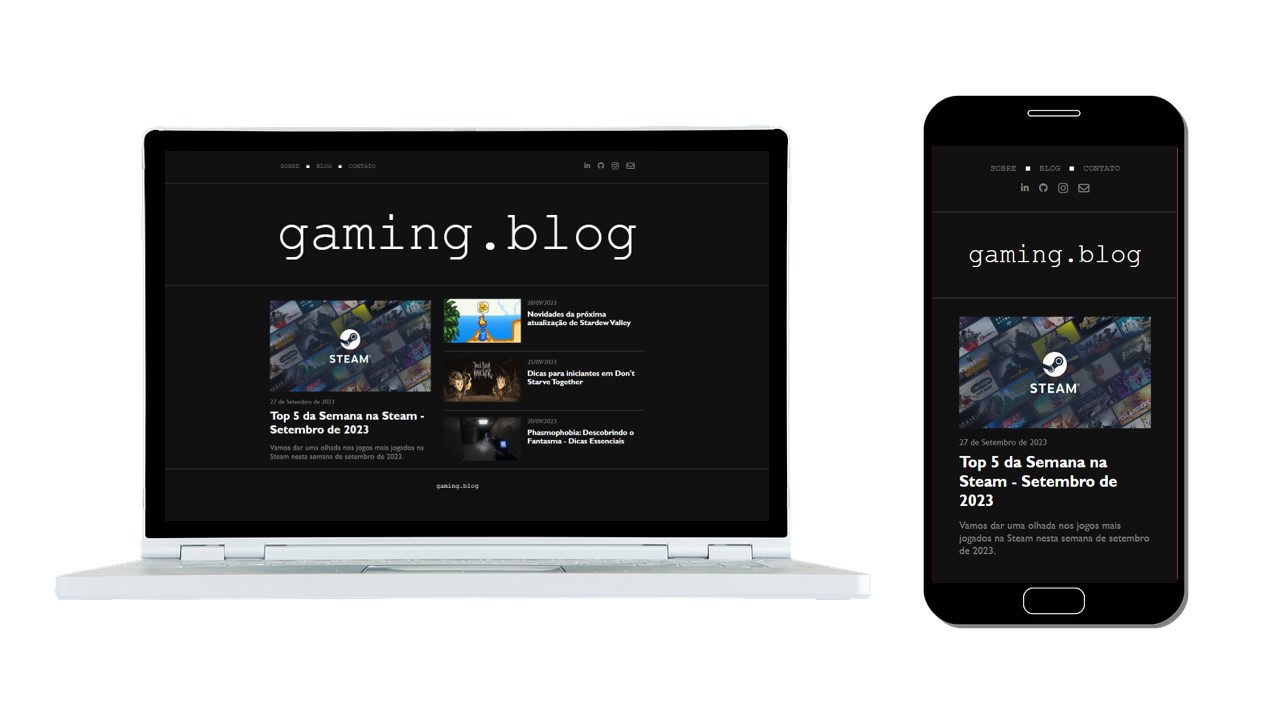 SOBRE ■ BLOG ■ CONTATO
gaming.blog
STEAM
27 de Setembro de 2023
Top 5 da Semana na Steam -
Setembro de 2023
Vamos dar uma olhada nos jogos mais jogados na
Steam nesta semana de setembro de 2023.
28/09/2023
Novidades da próxima
atualização de Stardew Valley
25/09/2023
Dicas para iniciantes em Don't
Starve Together
20/09/2023
Phasmophobia: Descobrindo o
Fantasma - Dicas Essenciais
gaming.blog
SOBRE ■ BLOG ■ CONTATO
gaming.blog
STEAM
27 de Setembro de 2023
Top 5 da Semana na
Steam - Setembro de
2023
Vamos dar uma olhada nos jogos mais
jogados na Steam nesta semana de setembro
de 2023.